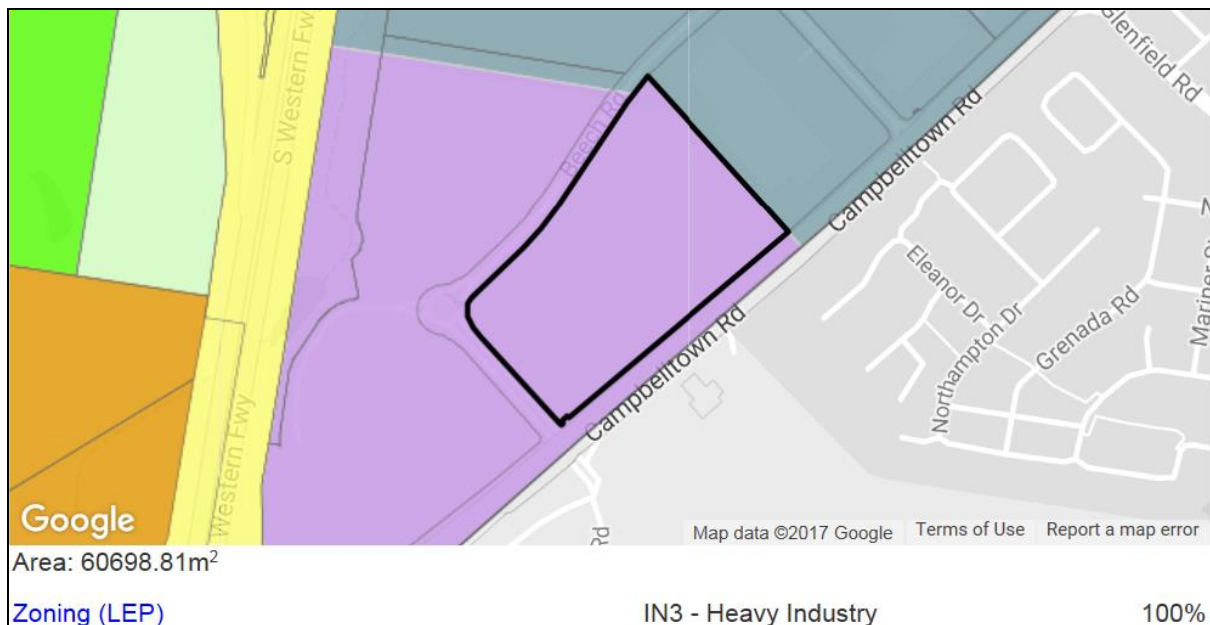 S Western Fwy
Glenfield Rd
Beech Rd
Campbelltown Rd
Eleanor Dr
Northampton Dr
Grenada Rd
Mariner
N
Campbelltown Rd
Western Fwy
Rd
Google
Map data ©2017 Google Terms of Use Report a map error
Area: 60698.81m²
Zoning (LEP) IN3 - Heavy Industry 100%